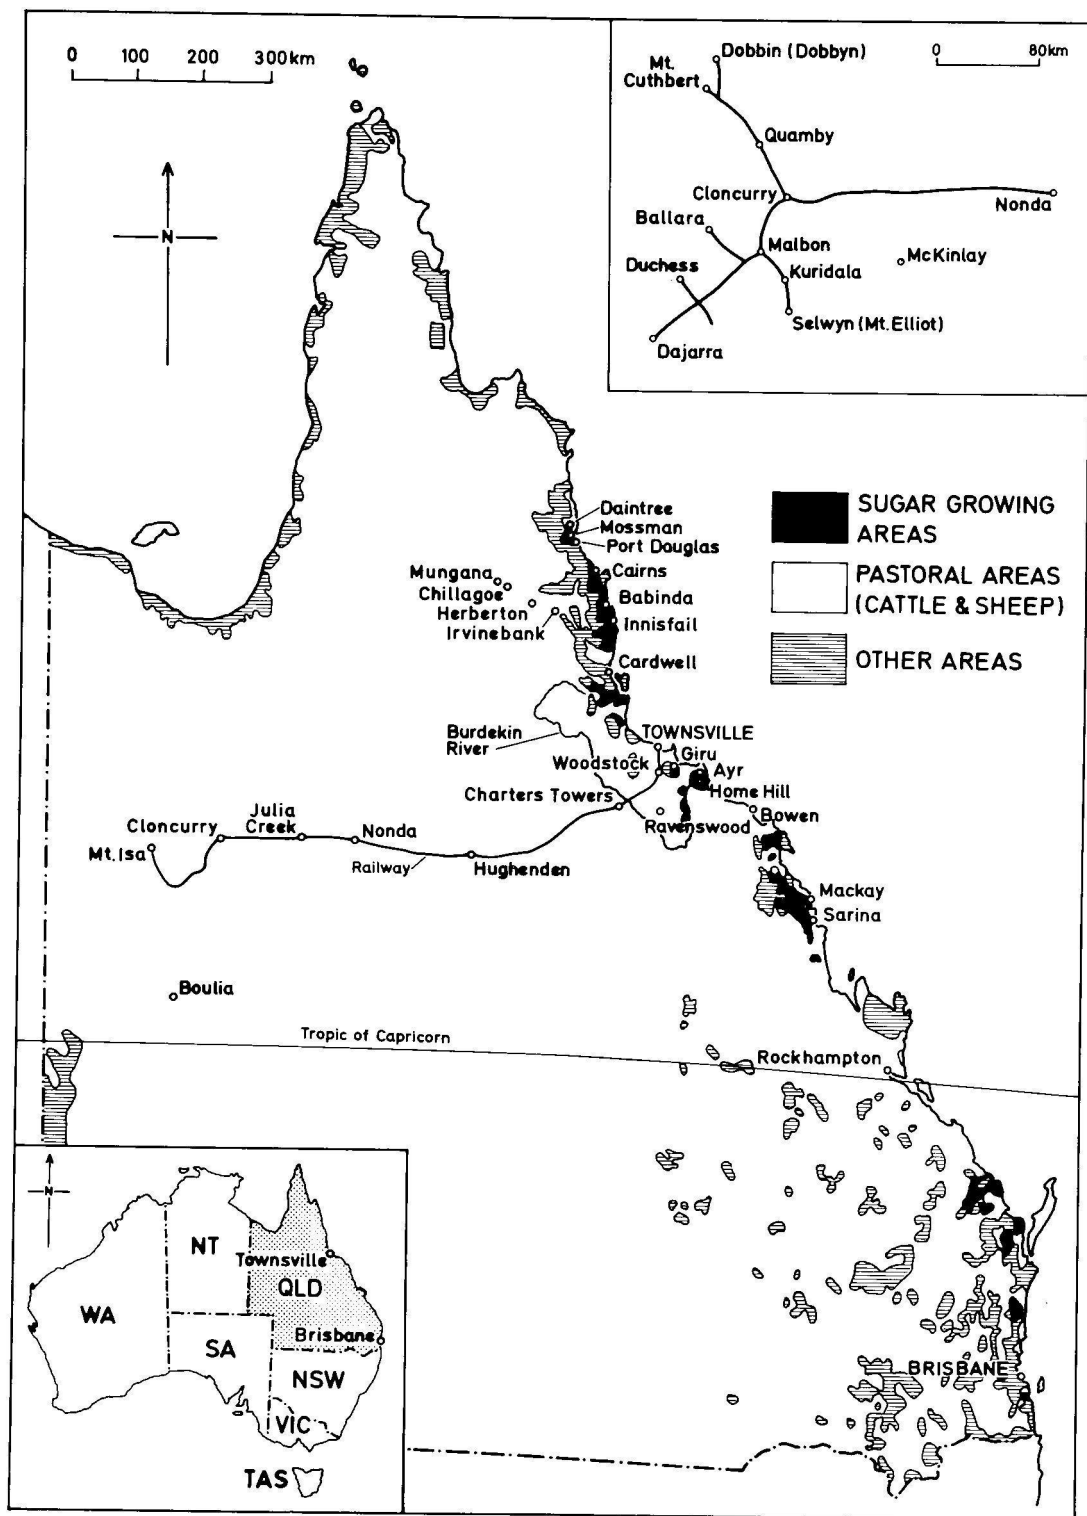 0 100 200 300km
Dobbin (Dobbyn)
0 80km
Mt.
Cuthbert
Quamby
Cloncurry
Nonda
Ballara
Malbon
McKinlay
Duchess
Kuridala
Selwyn (Mt. Elliot)
Dajarra
N
SUGAR GROWING
AREAS
PASTORAL AREAS
(CATTLE & SHEEP)
OTHER AREAS
Daintree
Mossman
Port Douglas
Cairns
Mungana
Chillagoe
Babinda
Herberton
Irvinebank
Innisfail
Cardwell
Burdekin
River
TOWNSVILLE
Giru
Woodstock
Ayr
Charters Towers
Home Hill
Bowen
Ravenswood
Julia
Creek
Cloncurry
Nonda
Mt. Isa
Railway
Hughenden
Mackay
Sarina
Boulia
Tropic of Capricorn
Rockhampton
BRISBANE
N
NT
Townsville
QLD
WA
Brisbane
SA
NSW
VIC
TAS